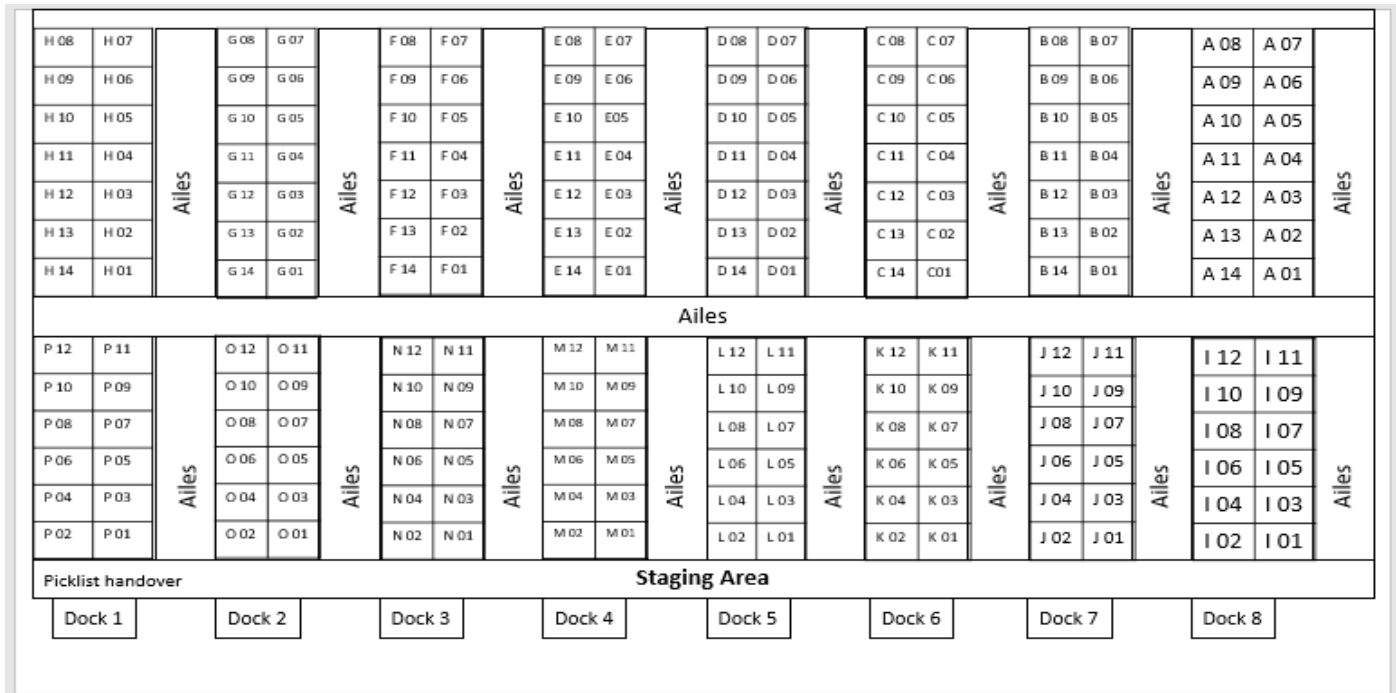 H 08 H 07 G 08 G 07 F 08 F 07 E 08 E 07 D 08 D 07 C 08 C 07 B 08 B 07 A 08 A 07
H 09 H 06 G 09 G 06 F 09 F 06 E 09 E 06 D 09 D 06 C 09 C 06 B 09 B 06 A 09 A 06
H 10 H 05 G 10 G 05 F 10 F 05 E 10 E05 D 10 D 05 C 10 C 05 B 10 B 05 A 10 A 05
H 11 H 04 G 11 G 04 F 11 F 04 E 11 E 04 D 11 D 04 C 11 C 04 B 11 B 04 A 11 A 04
H 12 H 03 G 12 G 03 F 12 F 03 E 12 E 03 D 12 D 03 C 12 C 03 B 12 B 03 A 12 A 03
Ailes Ailes Ailes Ailes Ailes Ailes Ailes Ailes
H 13 H 02 G 13 G 02 F 13 F 02 E 13 E 02 D 13 D 02 C 13 C 02 B 13 B 02 A 13 A 02
H 14 H 01 G 14 G 01 F 14 F 01 E 14 E 01 D 14 D 01 C 14 C01 B 14 B 01 A 14 A 01
Ailes
P 12 P 11 O 12 O 11 N 12 N 11 M 12 M 11 L 12 L 11 K 12 K 11 J 12 J 11 I 12 I 11
P 10 P 09 O 10 O 09 N 10 N 09 M 10 M 09 L 10 L 09 K 10 K 09 J 10 J 09 I 10 I 09
P 08 P 07 O 08 O 07 N 08 N 07 M 08 M 07 L 08 L 07 K 08 K 07 J 08 J 07 I 08 I 07
P 06 P 05 O 06 O 05 N 06 N 05 M 06 M 05 L 06 L 05 K 06 K 05 J 06 J 05 I 06 I 05
Ailes Ailes Ailes Ailes Ailes Ailes Ailes Ailes
P 04 P 03 O 04 O 03 N 04 N 03 M 04 M 03 L 04 L 03 K 04 K 03 J 04 J 03 I 04 I 03
P 02 P 01 O 02 O 01 N 02 N 01 M 02 M 01 L 02 L 01 K 02 K 01 J 02 J 01 I 02 I 01
Picklist handover Staging Area
Dock 1 Dock 2 Dock 3 Dock 4 Dock 5 Dock 6 Dock 7 Dock 8